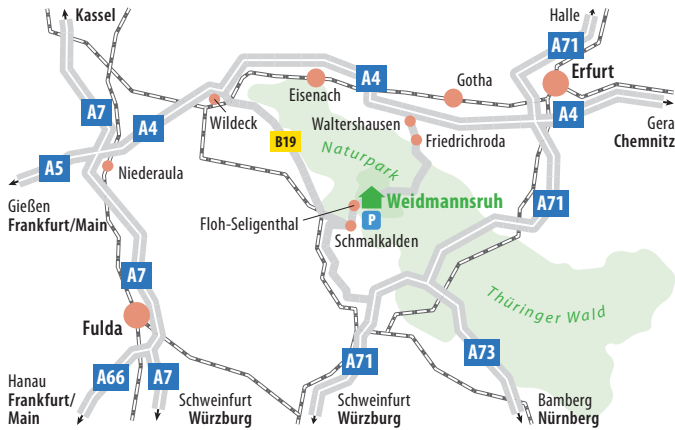 Kassel
Halle
A71
A7
A4
Eisenach
A4
Gotha
Erfurt
Wildeck
Waltershausen
A4
Gera
Chemnitz
B19
Friedrichroda
Naturpark
A5
Niederaula
Gießen
Frankfurt/Main
Weidmannsruh
P
A71
Floh-Seligenthal
Schmalkalden
A7
Thüringer Wald
Fulda
A66
A7
A71
A73
Hanau
Frankfurt/
Main
Schweinfurt
Würzburg
Schweinfurt
Würzburg
Bamberg
Nürnberg